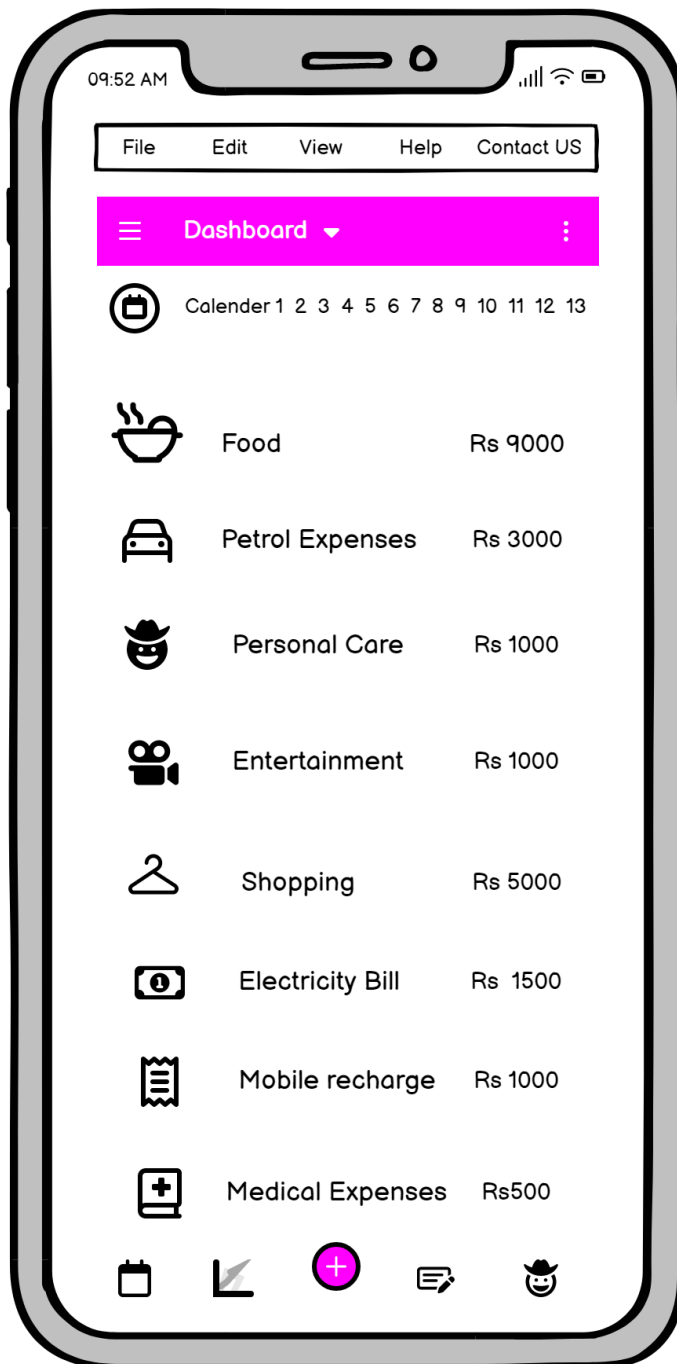 09:52 AM
File Edit View Help Contact US
Dashboard
Calender 1 2 3 4 5 6 7 8 9 10 11 12 13
Food Rs 9000
Petrol Expenses Rs 3000
Personal Care Rs 1000
Entertainment Rs 1000
Shopping Rs 5000
1 Electricity Bill Rs 1500
Mobile recharge Rs 1000
Medical Expenses Rs500